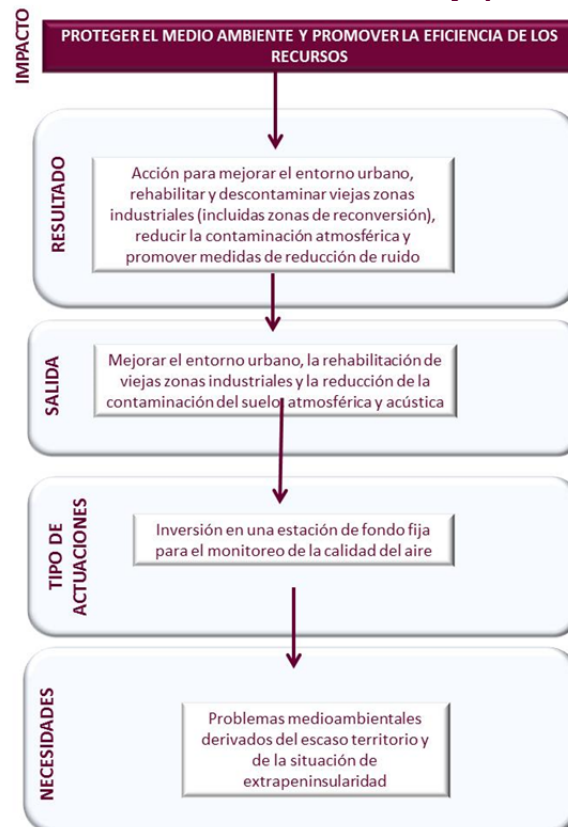 IMPACTO
PROTEGER EL MEDIO AMBIENTE Y PROMOVER LA EFICIENCIA DE LOS
RECURSOS
RESULTADO
Acción para mejorar el entorno urbano,
rehabilitar y descontaminar viejas zonas
industriales (incluidas zonas de reconversión),
reducir la contaminación atmosférica y
promover medidas de reducción de ruido
SALIDA
Mejorar el entorno urbano, la rehabilitación de
viejas zonas industriales y la reducción de la
contaminación del suelo, atmosférica y acústica
TIPO DE
ACTUACIONES
Inversión en una estación de fondo fija
para el monitoreo de la calidad del aire
NECESIDADES
Problemas medioambientales
derivados del escaso territorio y
de la situación de
extrapeninsularidad